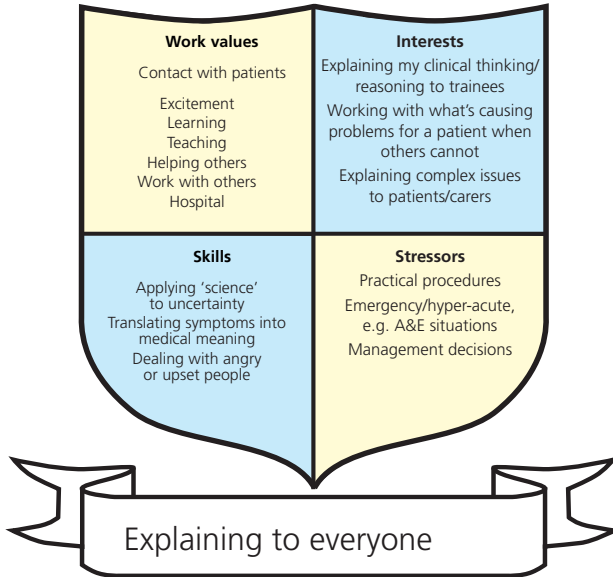 Work values
Contact with patients
Excitement
Learning
Teaching
Helping others
Work with others
Hospital
Interests
Explaining my clinical thinking/
reasoning to trainees
Working with what's causing
problems for a patient when
others cannot
Explaining complex issues
to patients/carers
Skills
Applying ‘science’
to uncertainty
Translating symptoms into
medical meaning
Dealing with angry
or upset people
Stressors
Practical procedures
Emergency/hyper-acute,
e.g. A&E situations
Management decisions
Explaining to everyone